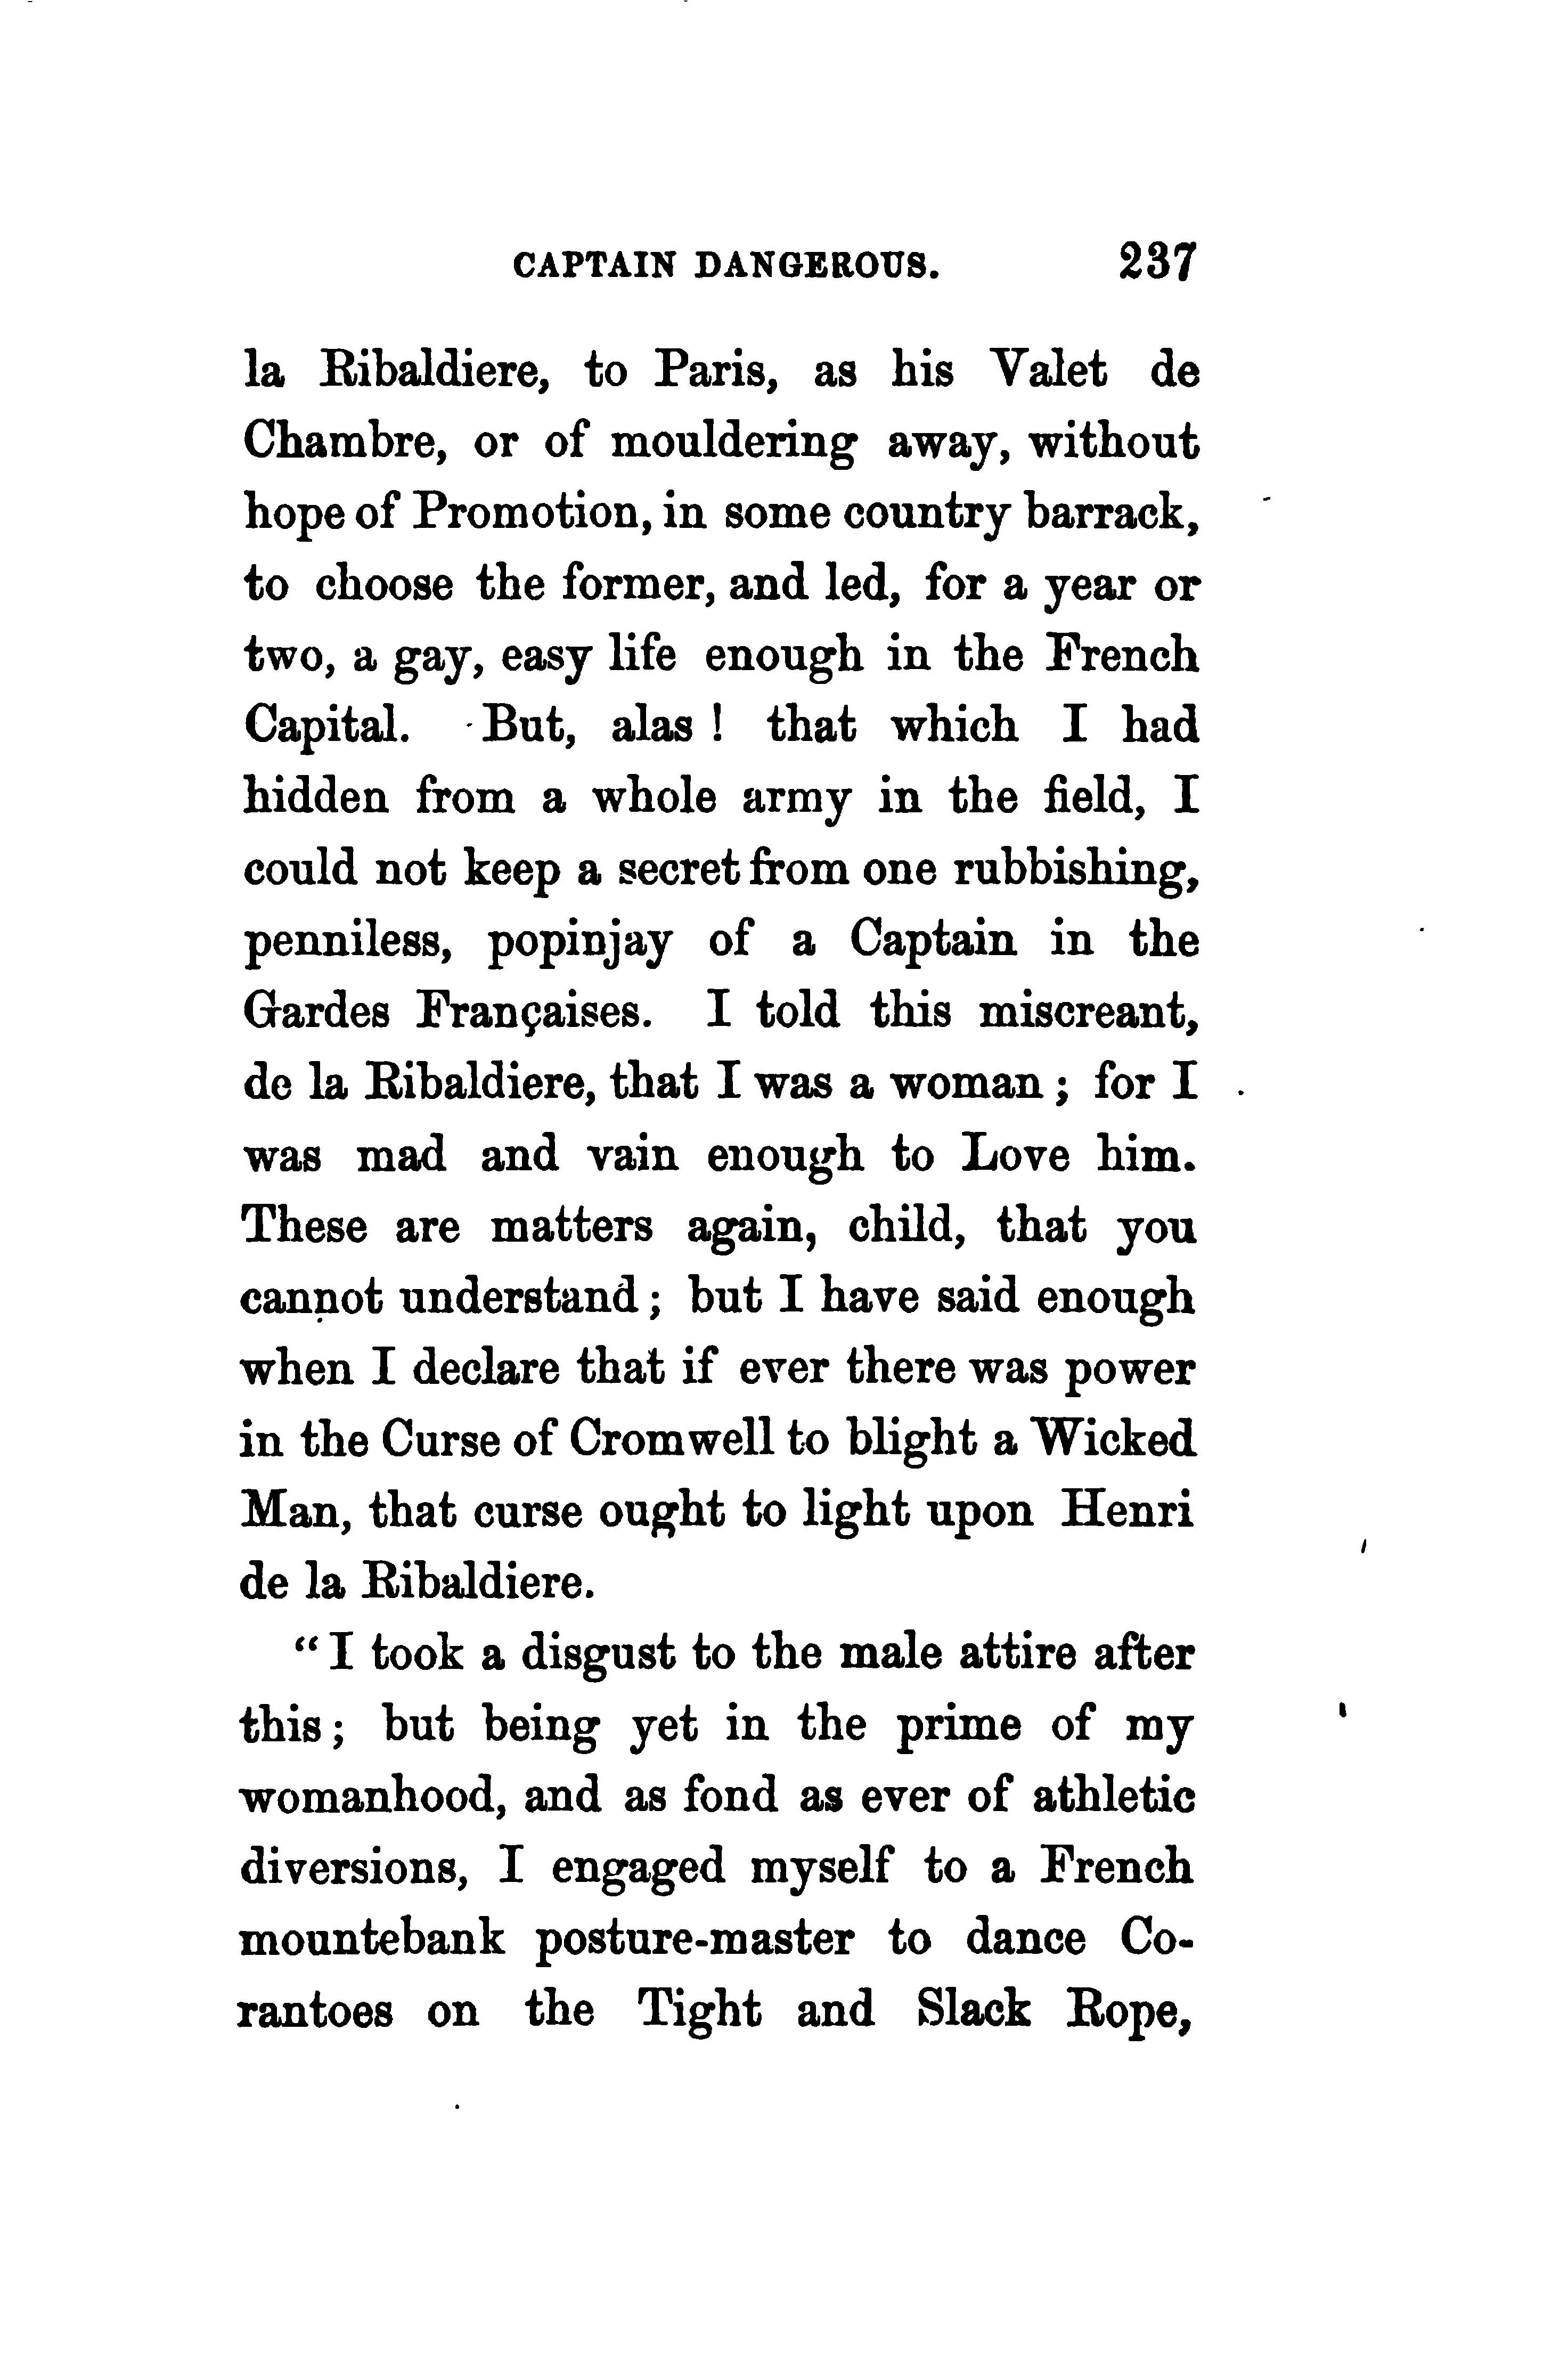 CAPTAIN DANGEROUS. 237
la Ribaldiere, to Paris, as his Valet de
Chambre, or of mouldering away, without
hope of Promotion, in some country barrack,
to choose the former, and led, for a year or
two, a gay, easy life enough in the French
Capital. But, alas ! that which I had
hidden from a whole army in the field, I
could not keep a secret from one rubbishing,
penniless, popinjay of a Captain in the
Gardes Françaises. I told this miscreant,
de la Ribaldiere, that I was a woman ; for I
was mad and vain enough to Love him.
These are matters again, child, that you
cannot understand ; but I have said enough
when I declare that if ever there was power
in the Curse of Cromwell to blight a Wicked
Man, that curse ought to light upon Henri
de la Ribaldiere.
“ I took a disgust to the male attire after
this ; but being yet in the prime of my
womanhood, and as fond as ever of athletic
diversions, I engaged myself to a French
mountebank posture-master to dance Co-
rantoes on the Tight and Slack Rope,